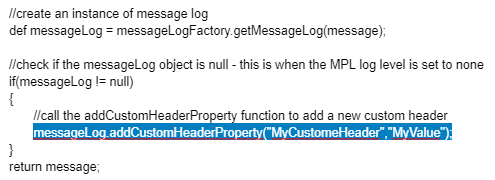 //create an instance of message log
def messageLog = messageLogFactory.getMessageLog(message);
//check if the messageLog object is null - this is when the MPL log level is set to none
if(messageLog != null)
{
//call the addCustomHeaderProperty function to add a new custom header
messageLog.addCustomHeaderProperty("MyCustomeHeader","MyValue");
}
return message;